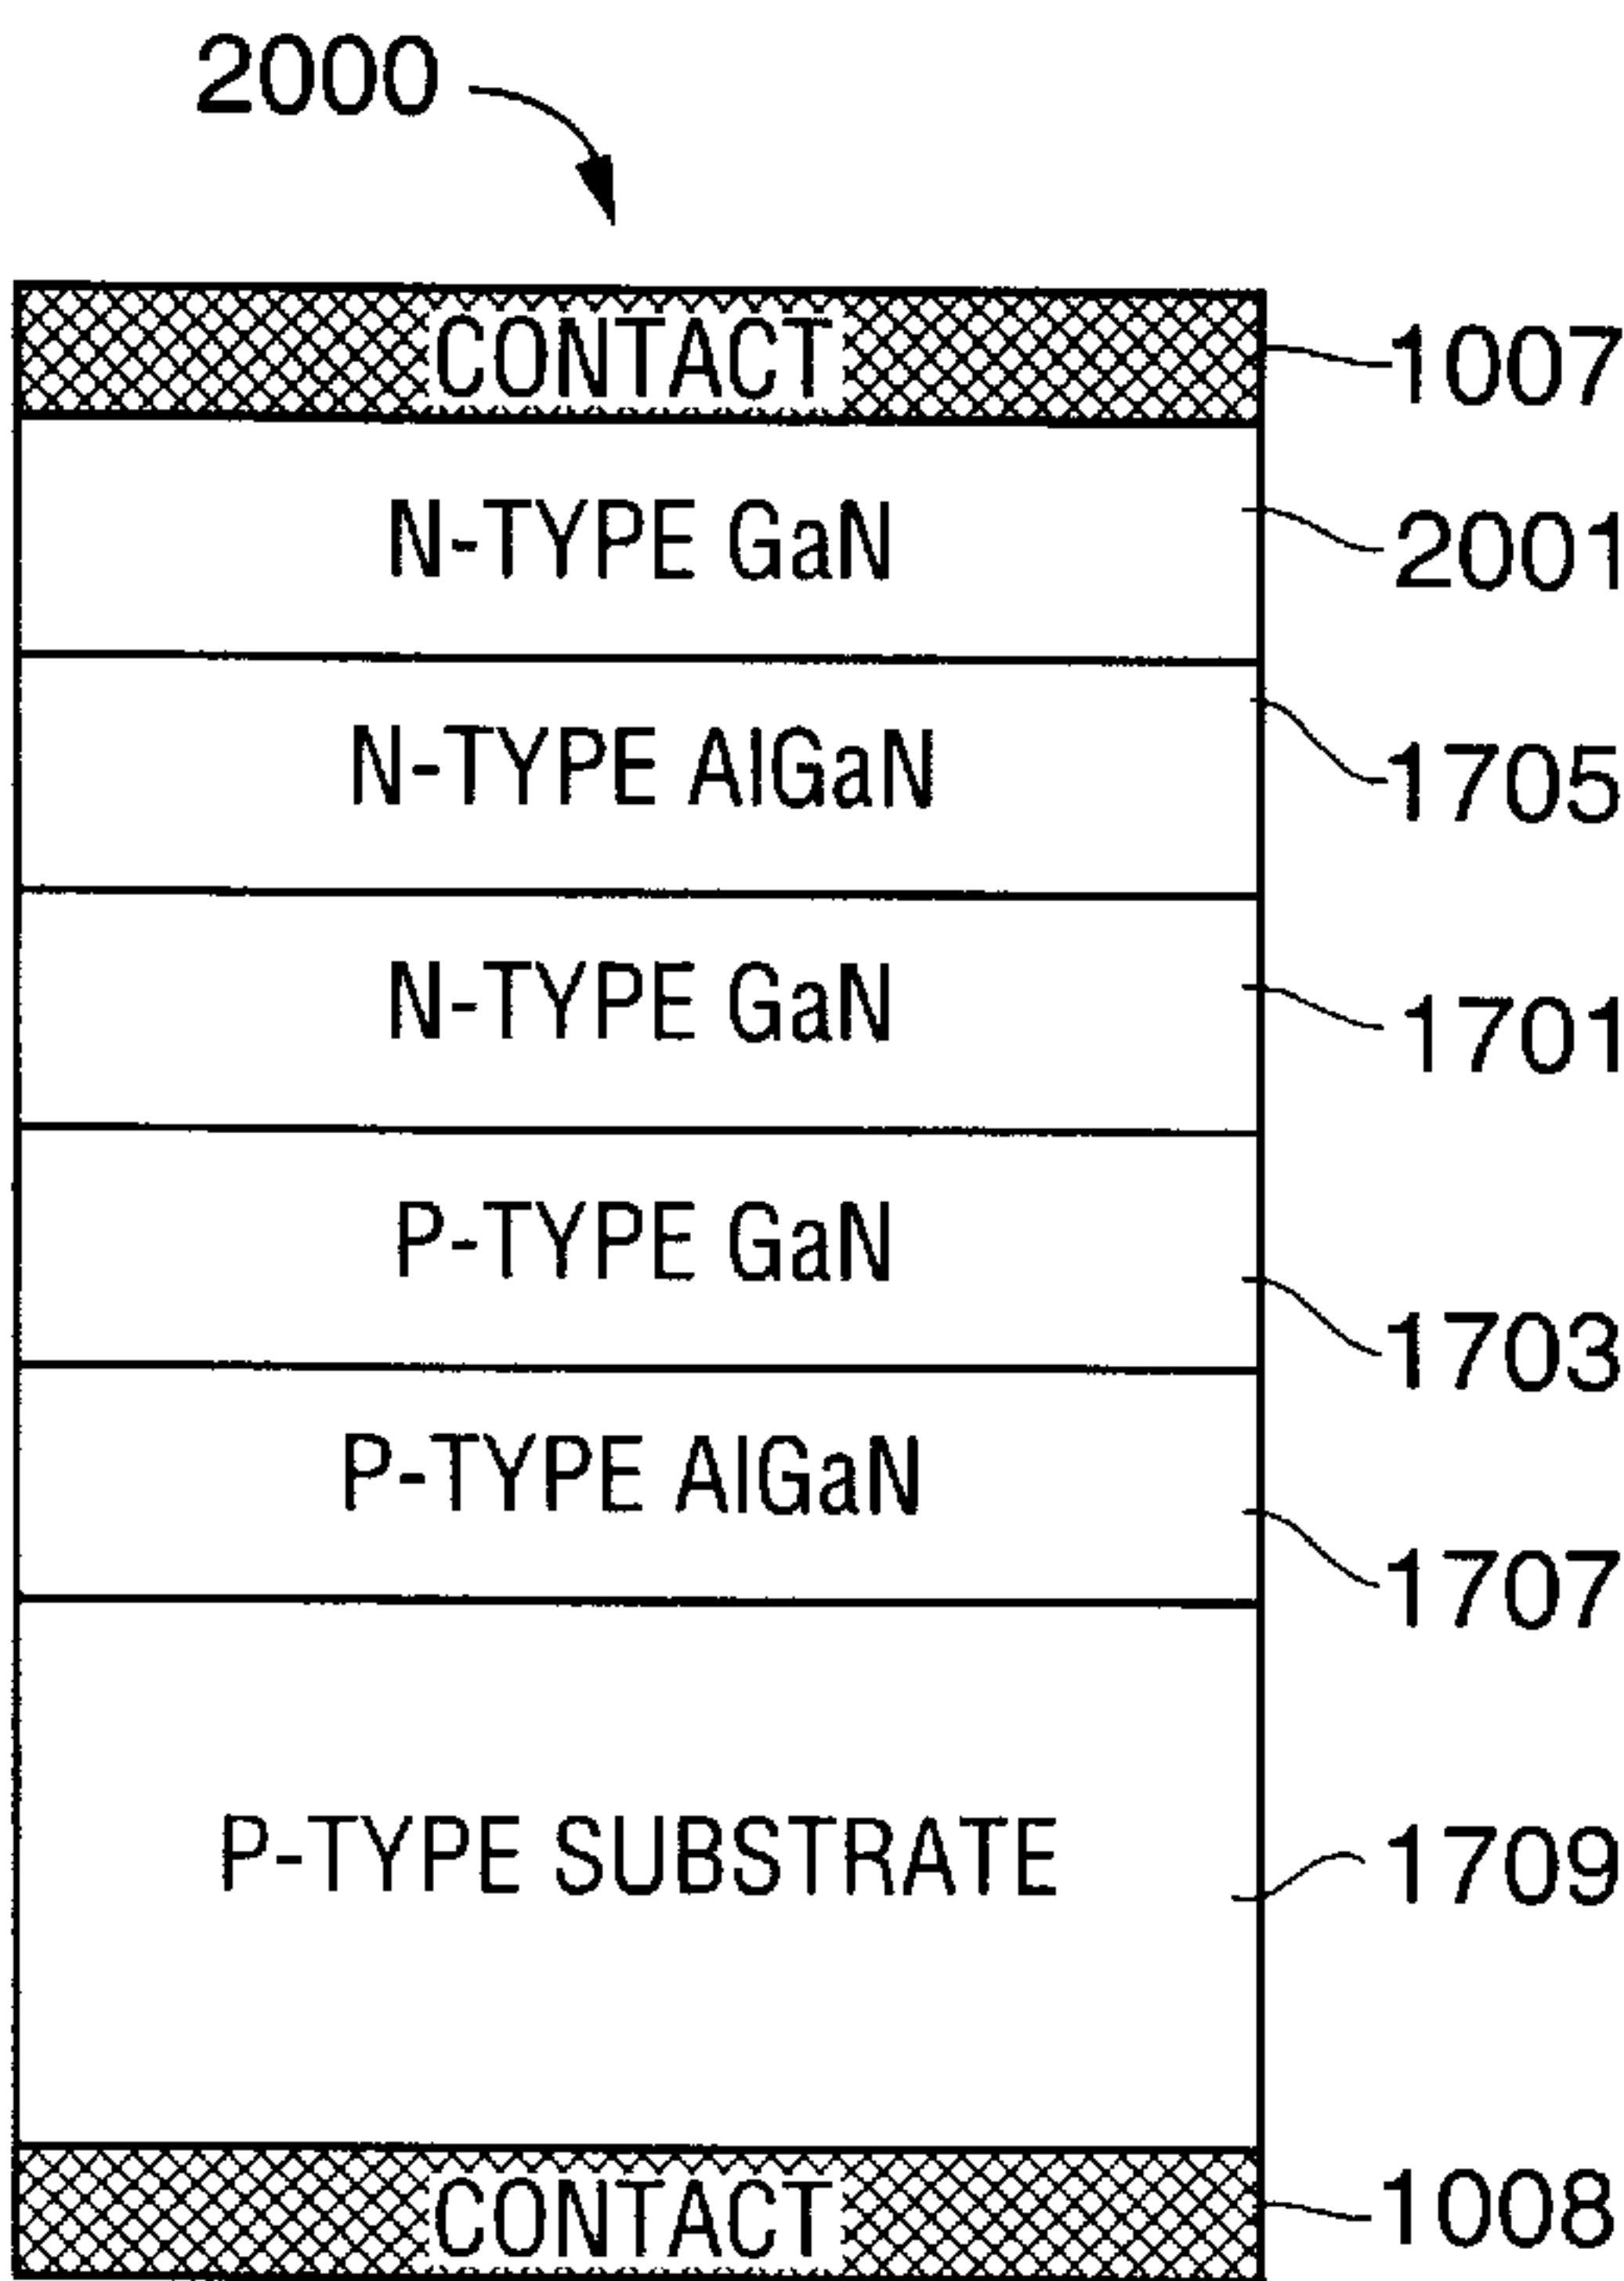 2000
CONTACT 1007
N-TYPE GaN 2001
N-TYPE AlGaN 1705
N-TYPE GaN 1701
P-TYPE GaN 1703
P-TYPE AlGaN 1707
P-TYPE SUBSTRATE 1709
CONTACT 1008